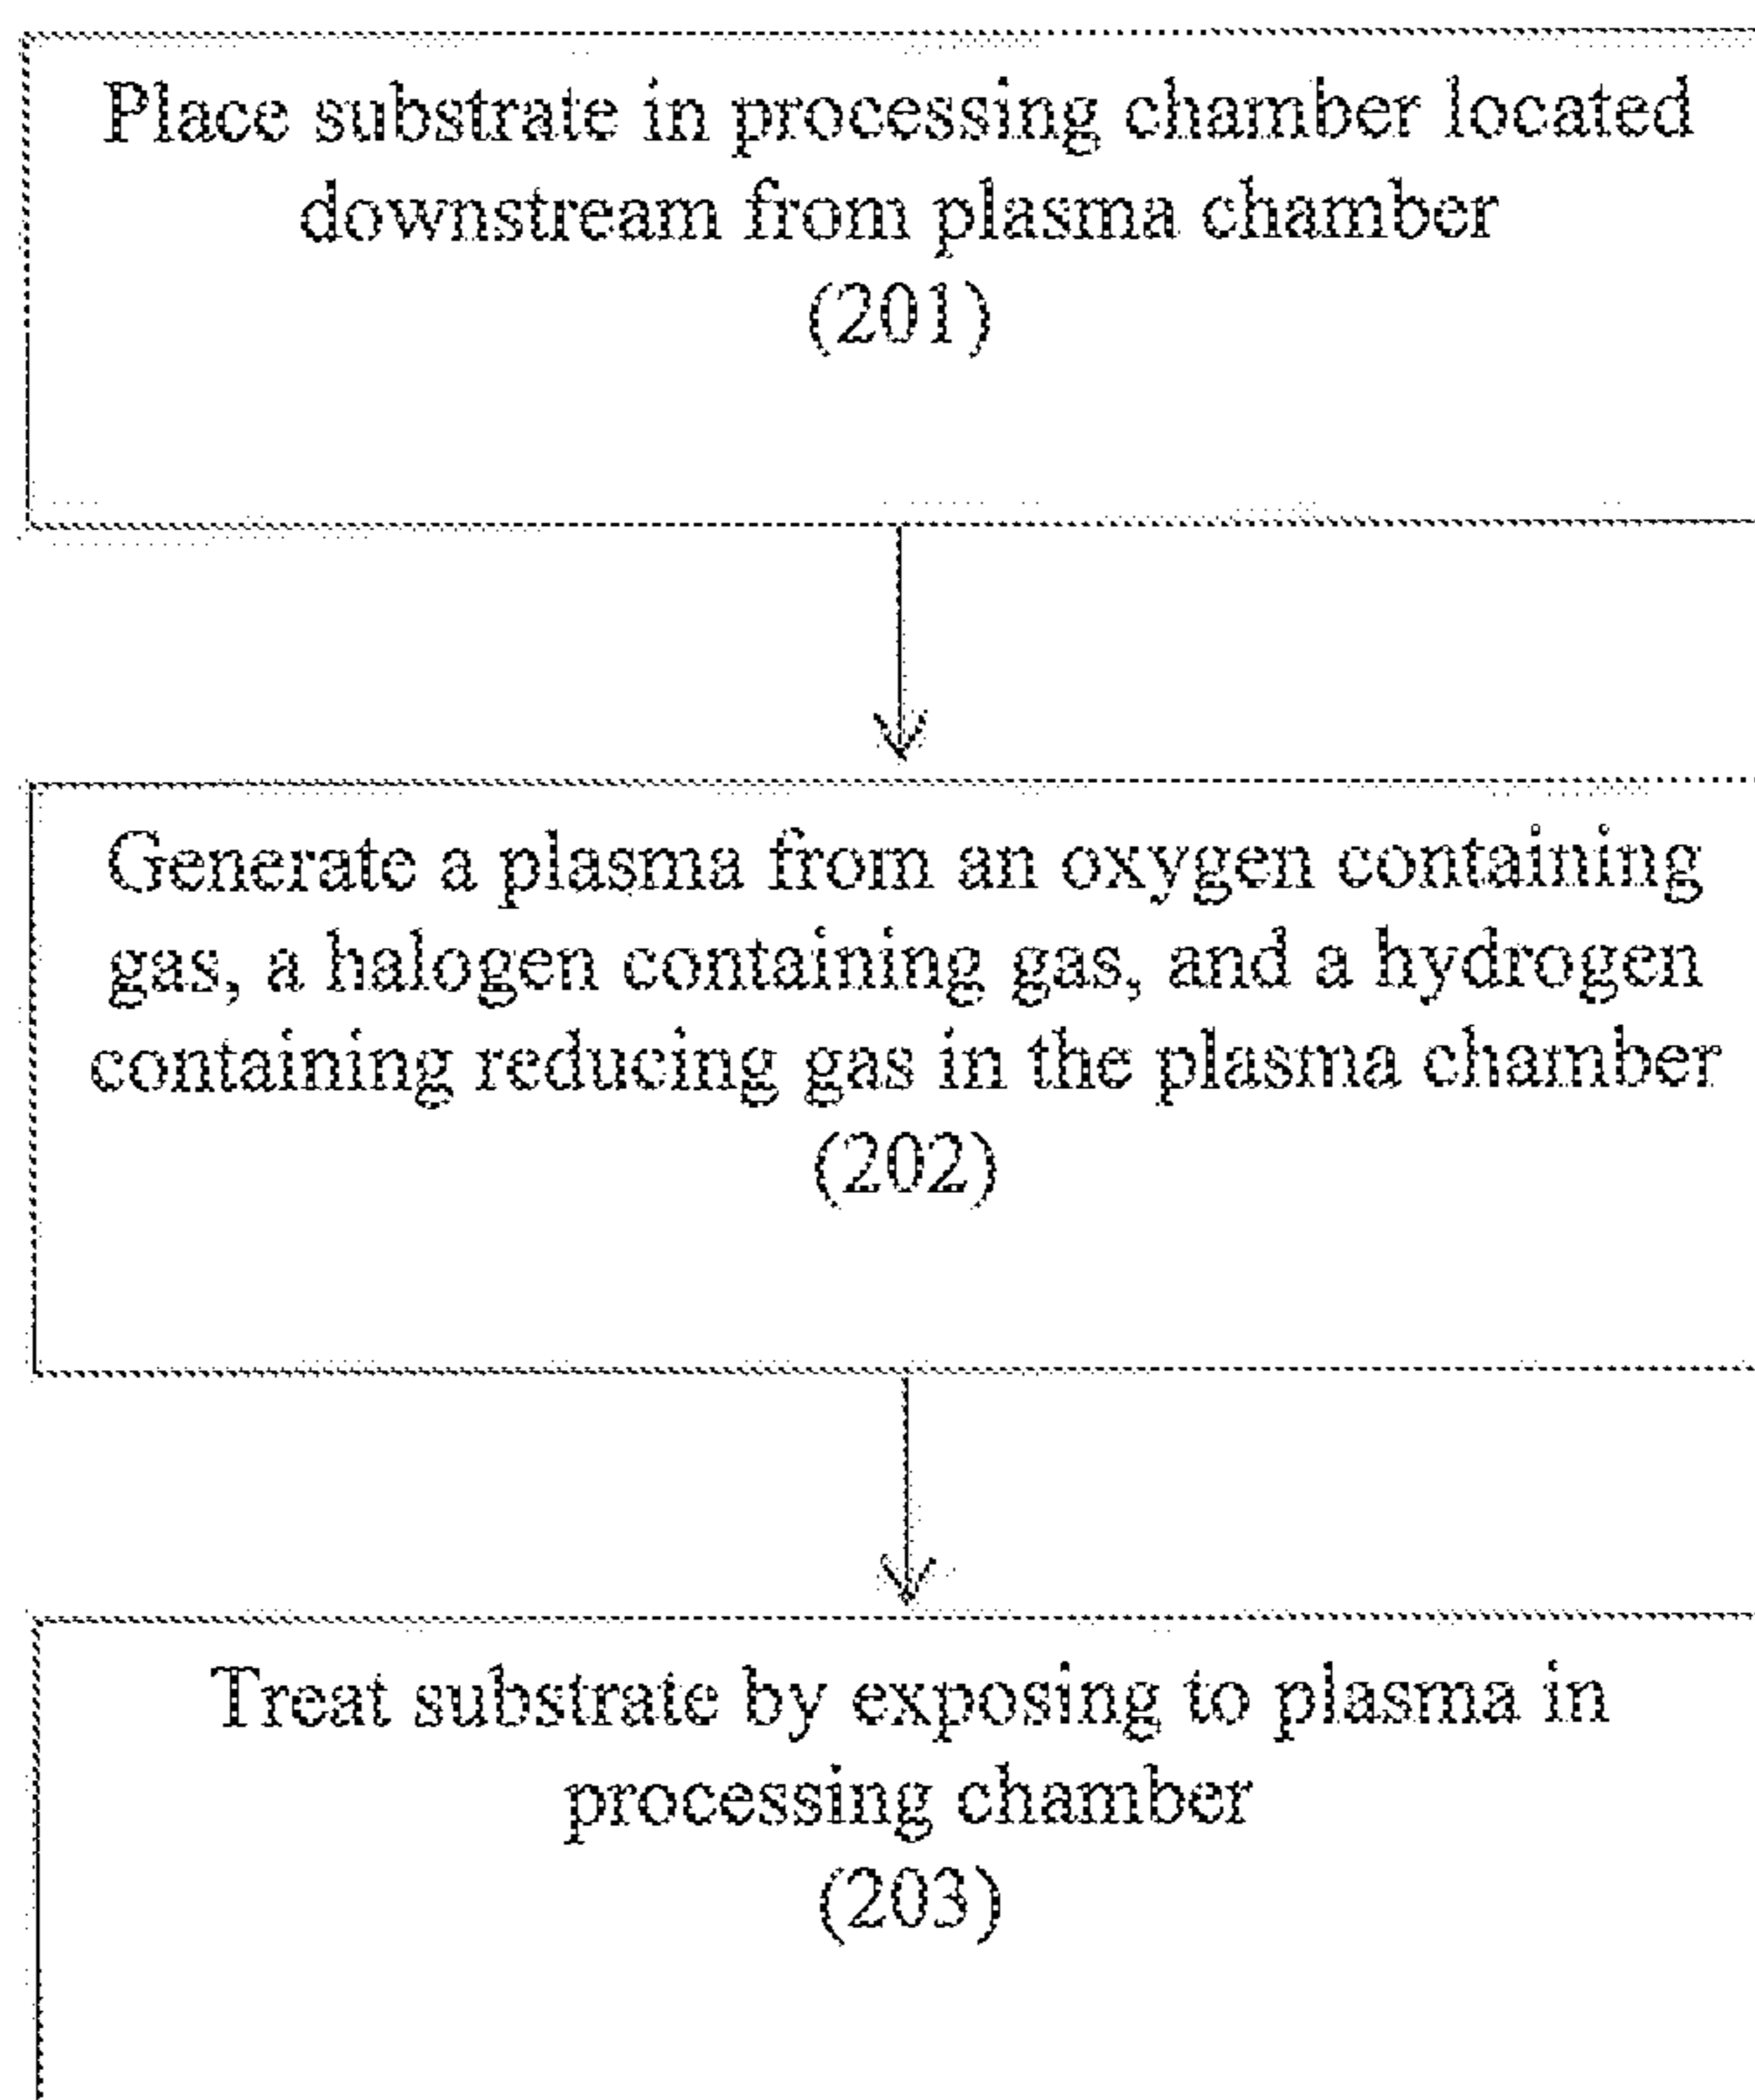 Place substrate in processing chamber located
downstream from plasma chamber
(201)
Generate a plasma from an oxygen containing
gas, a halogen containing gas, and a hydrogen
containing reducing gas in the plasma chamber
(202)
Treat substrate by exposing to plasma in
processing chamber
(203)